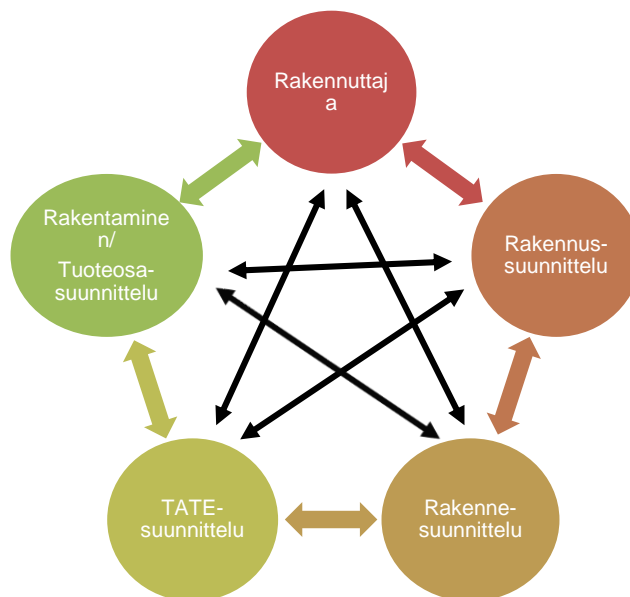 Rakennuttaj
a
Rakennus-
suunnittelu
Rakenne-
suunnittelu
TATE-
suunnittelu
Rakentamine
n/
Tuoteosa-
suunnittelu